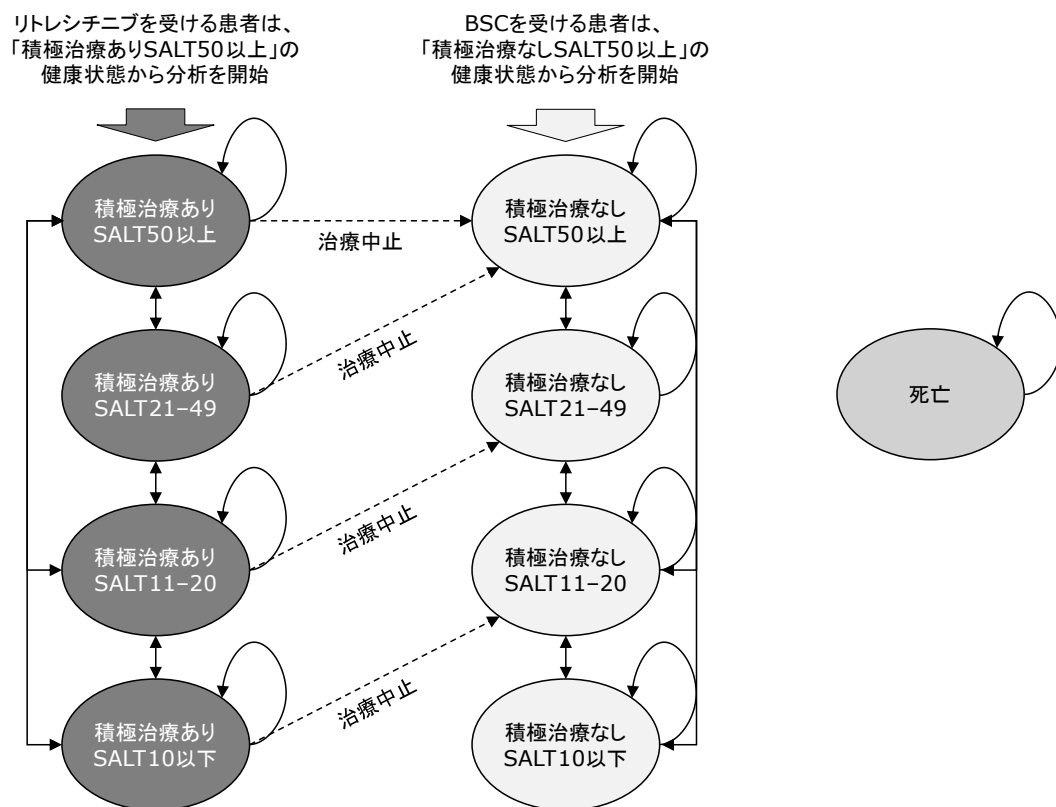 リトレシチニブを受ける患者は、
「積極治療ありSALT50以上」の
健康状態から分析を開始
BSCを受ける患者は、
「積極治療なしSALT50以上」の
健康状態から分析を開始
積極治療あり
SALT50以上
治療中止
積極治療なし
SALT50以上
積極治療あり
SALT21–49
治療中止
積極治療なし
SALT21–49
死亡
積極治療あり
SALT11–20
治療中止
積極治療なし
SALT11–20
積極治療あり
SALT10以下
治療中止
積極治療なし
SALT10以下